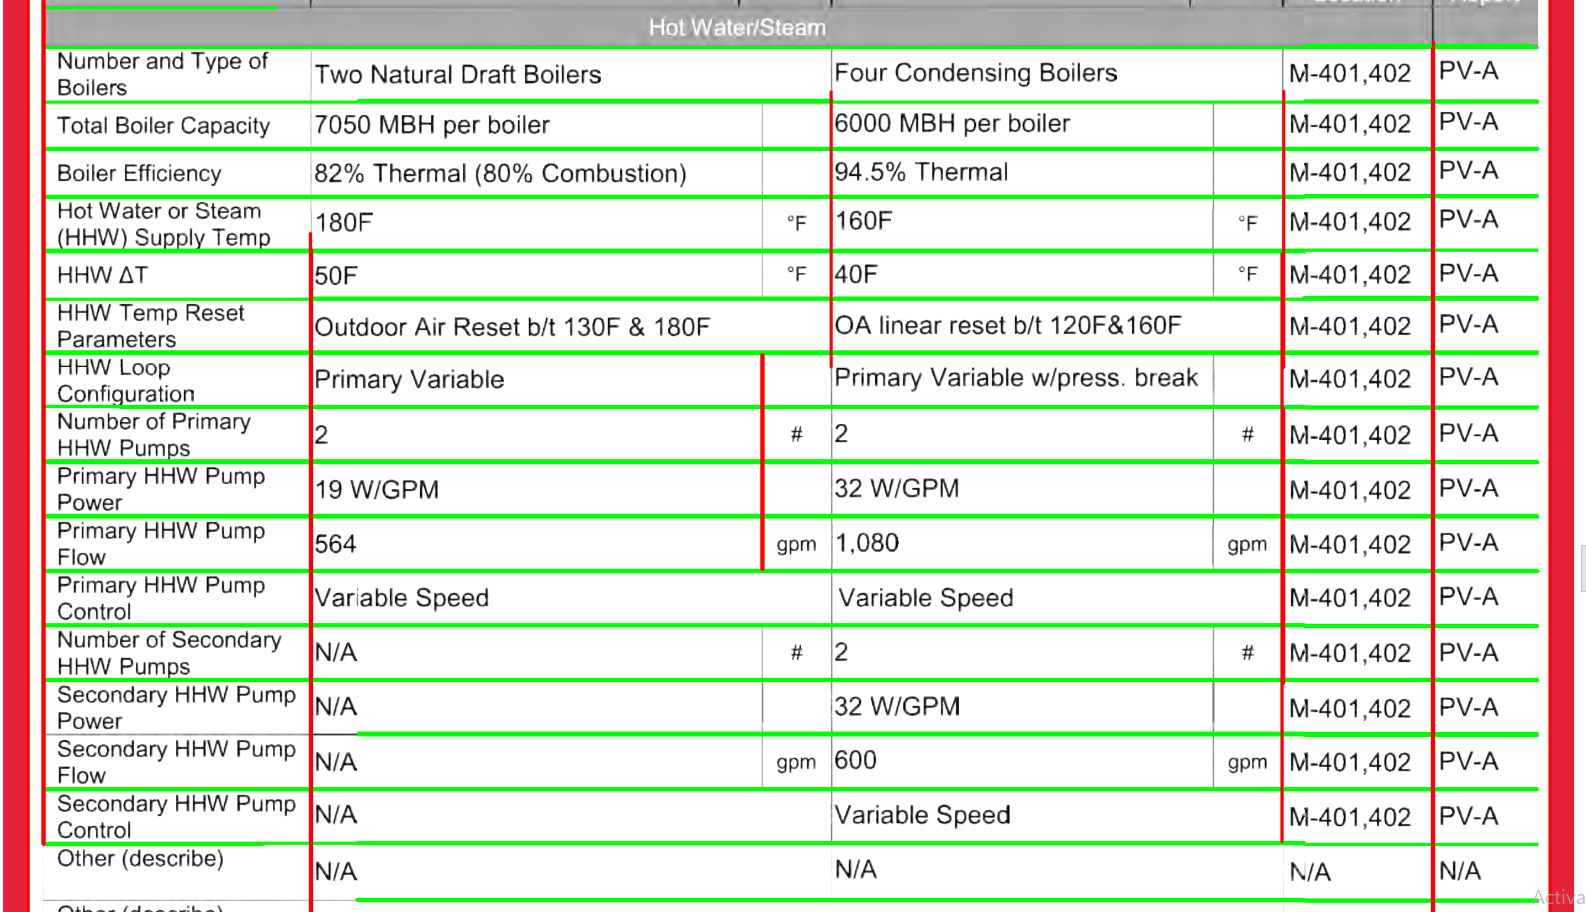 Hot Water/Steam
Number and Type of
Boilers
Two Natural Draft Boilers
Four Condensing Boilers
M-401,402
PV-A
Total Boiler Capacity
7050 MBH per boiler
6000 MBH per boiler
M-401,402
PV-A
Boiler Efficiency
82% Thermal (80% Combustion)
94.5% Thermal
M-401,402
PV-A
Hot Water or Steam
(HHW) Supply Temp
180F
°F
160F
°F
M-401,402
PV-A
HHW ΔT
50F
°F
40F
°F
M-401,402
PV-A
HHW Temp Reset
Parameters
Outdoor Air Reset b/t 130F & 180F
OA linear reset b/t 120F&160F
M-401,402
PV-A
HHW Loop
Configuration
Primary Variable
Primary Variable w/press. break
M-401,402
PV-A
Number of Primary
HHW Pumps
2
#
2
#
M-401,402
PV-A
Primary HHW Pump
Power
19 W/GPM
32 W/GPM
M-401,402
PV-A
Primary HHW Pump
Flow
564
gpm
1,080
gpm
M-401,402
PV-A
Primary HHW Pump
Control
Variable Speed
Variable Speed
M-401,402
PV-A
Number of Secondary
HHW Pumps
N/A
#
2
#
M-401,402
PV-A
Secondary HHW Pump
Power
N/A
32 W/GPM
M-401,402
PV-A
Secondary HHW Pump
Flow
N/A
gpm
600
gpm
M-401,402
PV-A
Secondary HHW Pump
Control
N/A
Variable Speed
M-401,402
PV-A
Other (describe)
N/A
N/A
N/A
N/A
Other (describe)
Activa